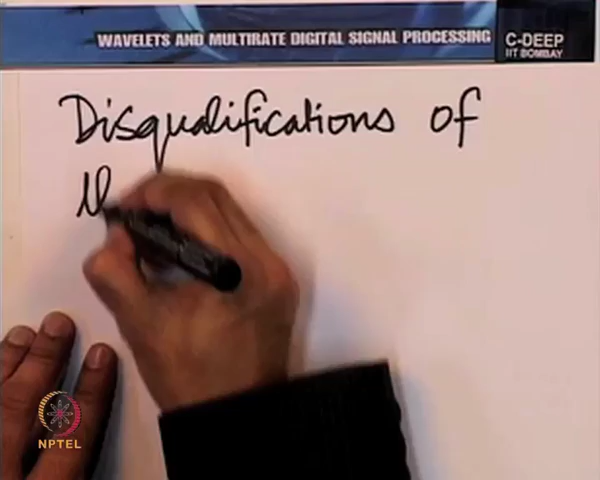 WAVELETS AND MULTIRATE DIGITAL SIGNAL PROCESSING
C-DEEP
IIT BOMBAY
Disqualifications of
NPTEL